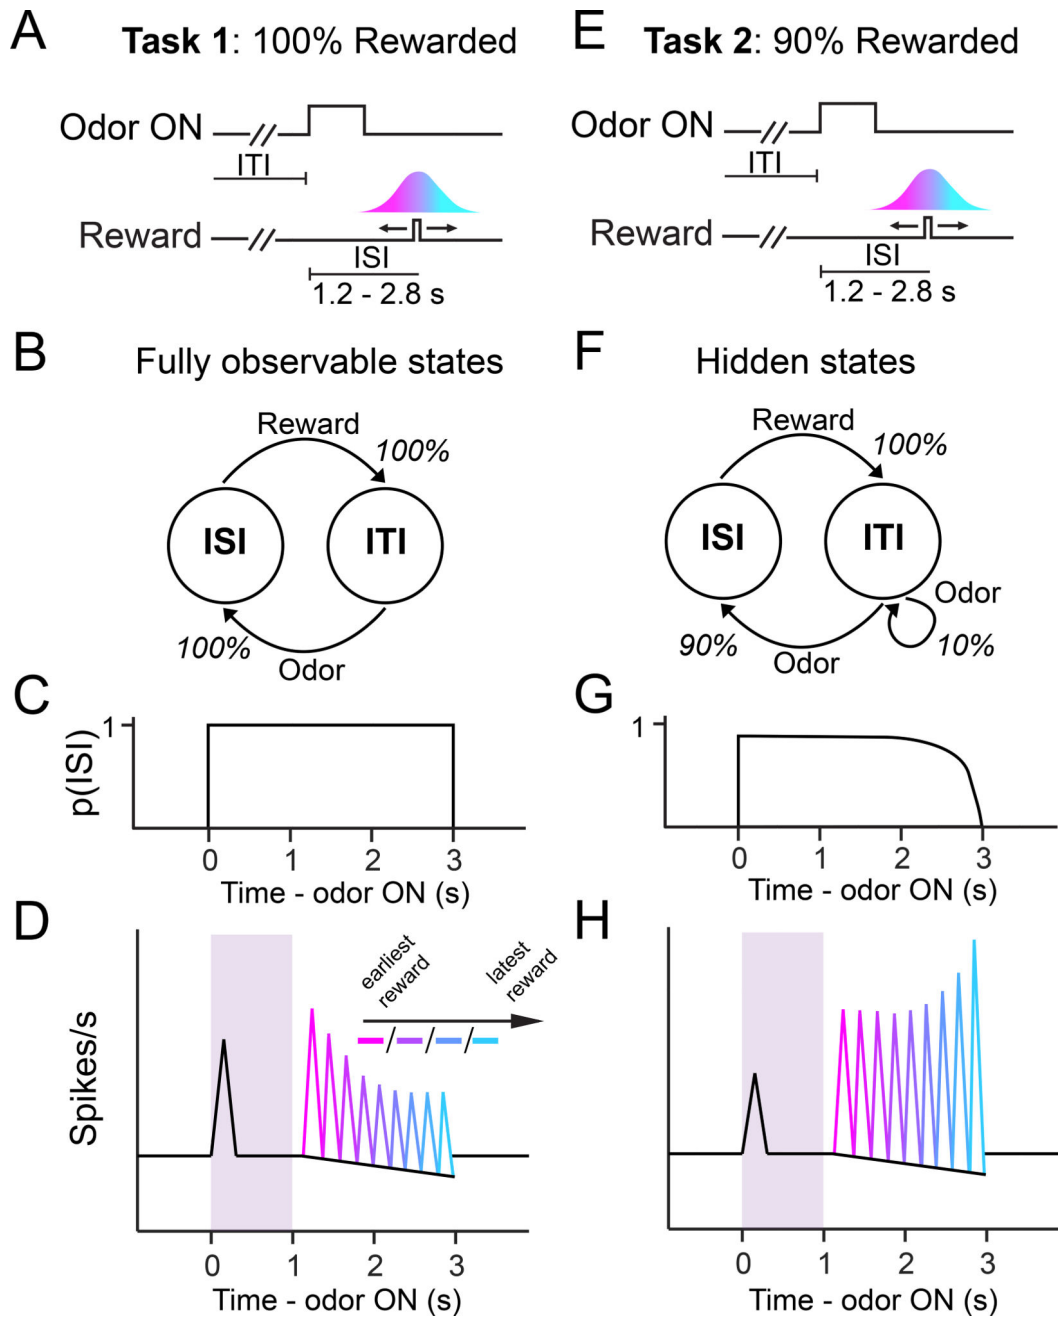 A
Task 1: 100% Rewarded
Odor ON
ITI
Reward
ISI
1.2 - 2.8 s
B
Fully observable states
Reward
100%
ISI
ITI
100%
Odor
C
p(ISI)
1
0 1 2 3
Time - odor ON (s)
D
earliest
reward
latest
reward
Spikes/s
0 1 2 3
Time - odor ON (s)
E
Task 2: 90% Rewarded
Odor ON
ITI
Reward
ISI
1.2 - 2.8 s
F
Hidden states
Reward
100%
ISI
ITI
Odor
90%
10%
Odor
G
1
0 1 2 3
Time - odor ON (s)
H
0 1 2 3
Time - odor ON (s)